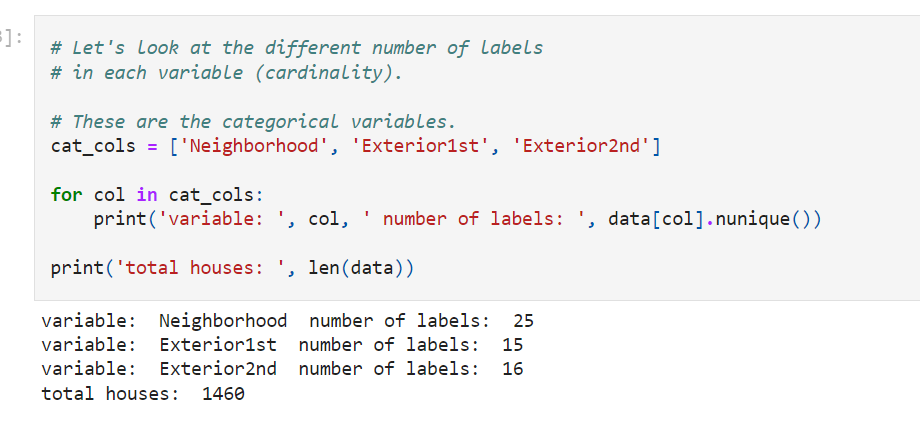 ]:
# Let's look at the different number of labels
# in each variable (cardinality).
# These are the categorical variables.
cat_cols = ['Neighborhood', 'Exterior1st', 'Exterior2nd']
for col in cat_cols:
    print('variable: ', col, ' number of labels: ', data[col].nunique())
print('total houses: ', len(data))
variable:  Neighborhood  number of labels:  25
variable:  Exterior1st  number of labels:  15
variable:  Exterior2nd  number of labels:  16
total houses:  1460